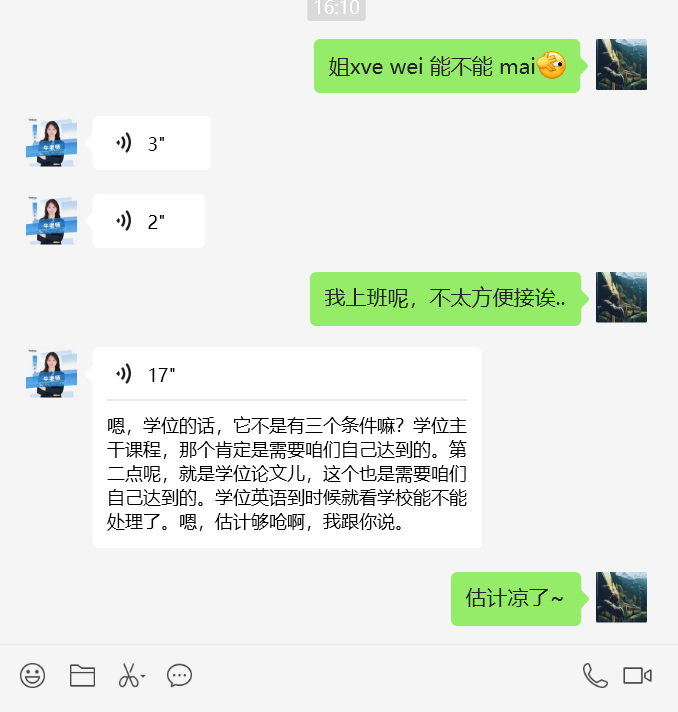 16:10
姐xve wei 能不能 mai
3"
2"
我上班呢，不太方便接诶..
17"
嗯，学位的话，它不是有三个条件嘛？学位主
干课程，那个肯定是需要咱们自己达到的。第
二点呢，就是学位论文儿，这个也是需要咱们
自己达到的。学位英语到时候就看学校能不能
处理了。嗯，估计够呛啊，我跟你说。
估计凉了~